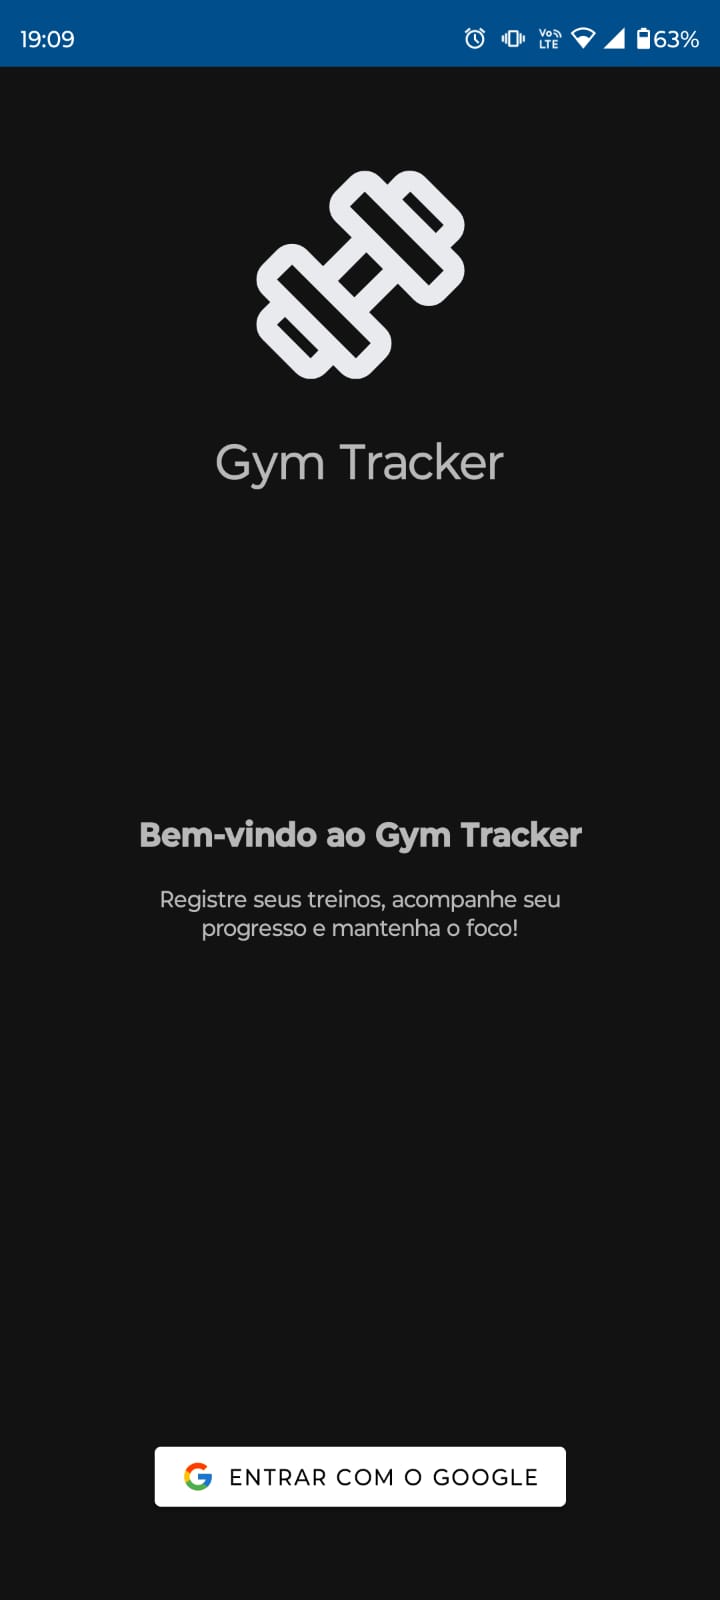 19:09
Vo) LTE
63%
Gym Tracker
Bem-vindo ao Gym Tracker
Registre seus treinos, acompanhe seu
progresso e mantenha o foco!
ENTRAR COM O GOOGLE